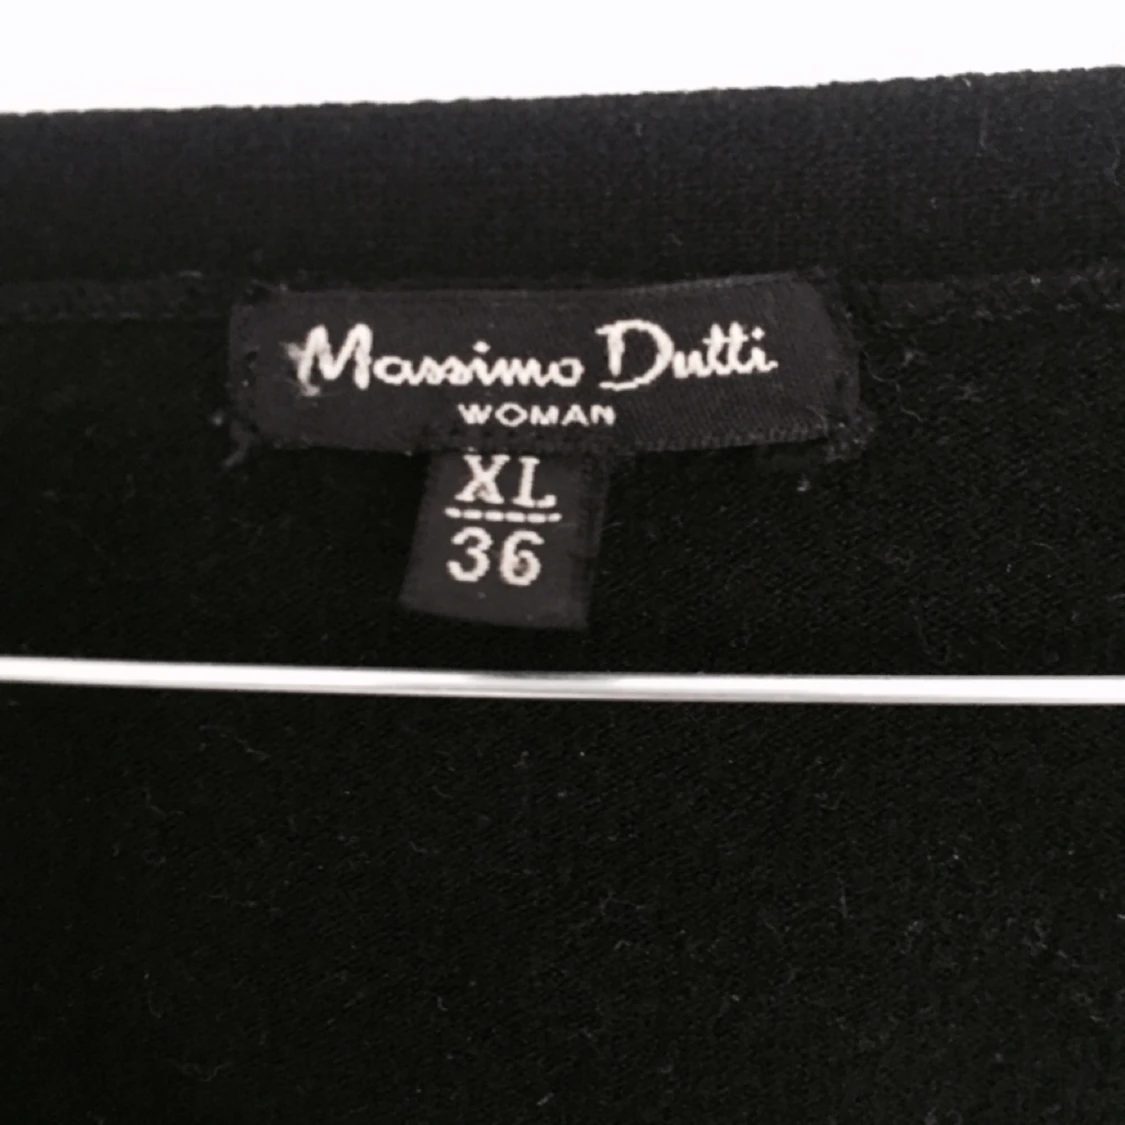 Massimo Dutti
WOMAN
XL
36